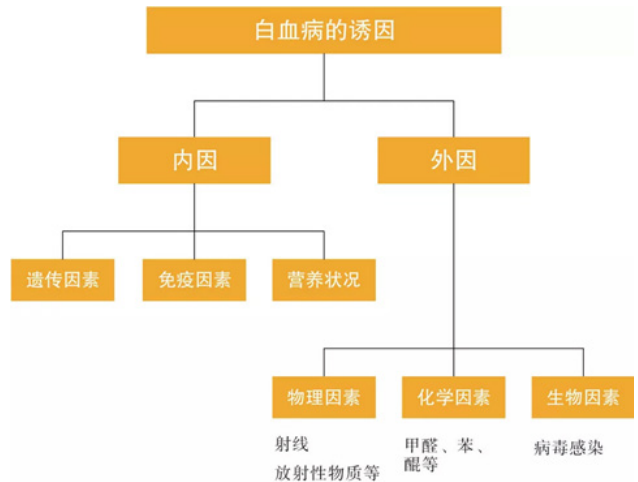 白血病的诱因
内因
外因
遗传因素
免疫因素
营养状况
物理因素
化学因素
生物因素
射线
放射性物质等
甲醛、苯、
醌等
病毒感染